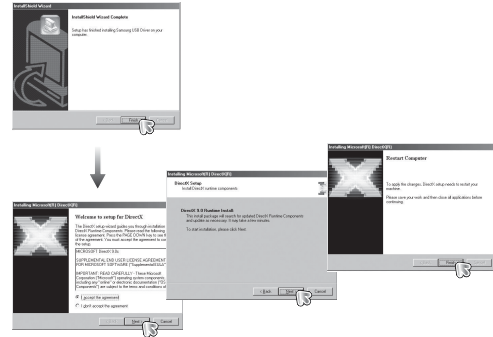 InstallShield Wizard
InstallShield Wizard Complete
Setup has finished installing Samsung USB Driver on your
computer.
Finish
Installing Microsoft(R) DirectX(R)
Welcome to setup for DirectX
The DirectX setup wizard guides you through installation
DirectX Runtime Components. Please read the following
license agreement. Press the PAGE DOWN key to see
of the agreement. You must accept the agreement to
the setup.
MICROSOFT DirectX 9.0c
SUPPLEMENTAL END USER LICENSE AGREEMENT
FOR MICROSOFT SOFTWARE ("Supplemental EULA")
IMPORTANT: READ CAREFULLY - These Microsoft
Corporation ("Microsoft") operating system components,
including any "online" or electronic documentation ("OS
Components") are subject to the terms and conditions of
I accept the agreement
I don't accept the agreement
Next
Cancel
Installing Microsoft(R) DirectX(R)
DirectX Setup
Install DirectX runtime components
DirectX 9.0 Runtime Install
This install package will search for updated DirectX Runtime Components
and update as necessary. It may take a few minutes.
To start installation, please click Next.
< Back
Next
Cancel
Installing Microsoft(R) DirectX(R)
Restart Computer
To apply the changes, DirectX setup needs to restart your
machine.
Please save your work and then close all applications before
continuing.